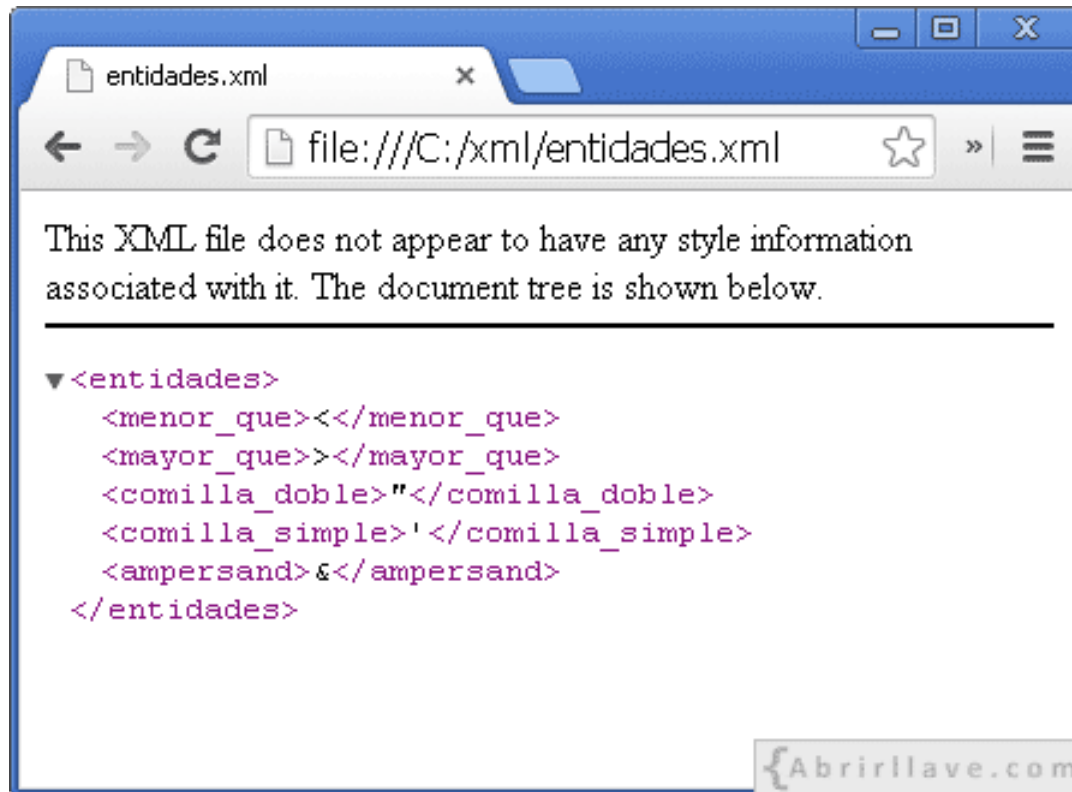 entidades.xml
file:///C:/xml/entidades.xml
This XML file does not appear to have any style information
associated with it. The document tree is shown below.
<entidades>
<menor_que><</menor_que>
<mayor_que>></mayor_que>
<comilla_doble>"</comilla_doble>
<comilla_simple>'</comilla_simple>
<ampersand>&</ampersand>
</entidades>
{Abrirllave.com